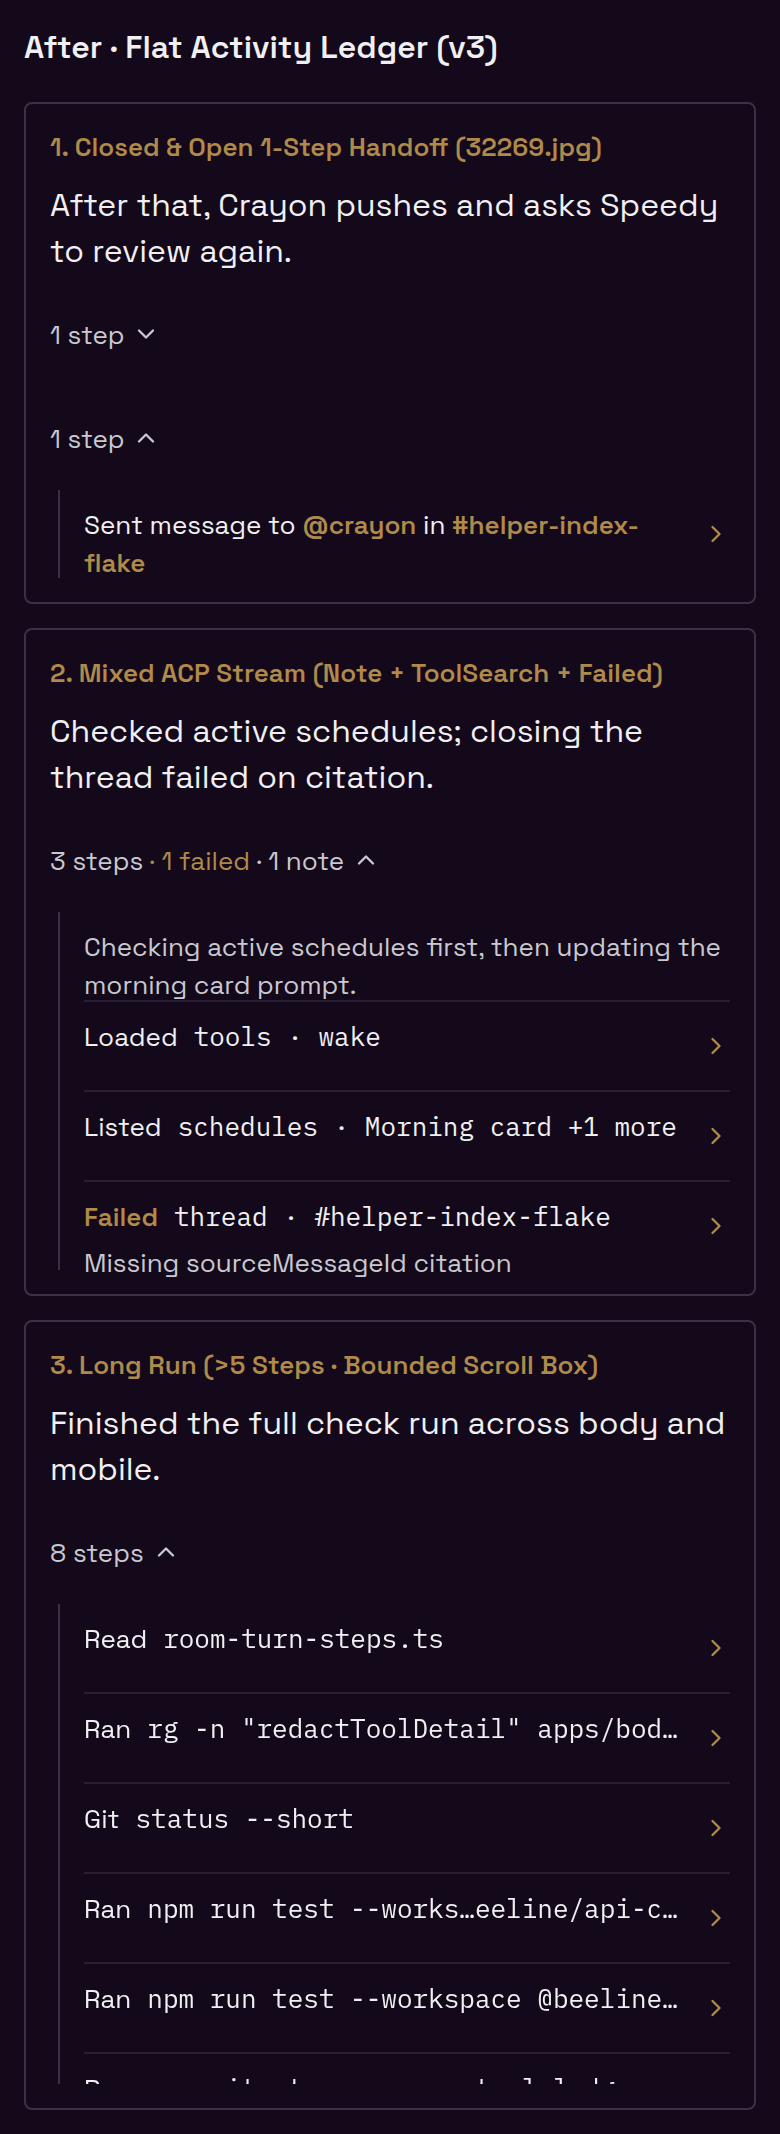 After · Flat Activity Ledger (v3)
1. Closed & Open 1-Step Handoff (32269.jpg)
After that, Crayon pushes and asks Speedy
to review again.
1 step
1 step
Sent message to @crayon in #helper-index-
flake
2. Mixed ACP Stream (Note + ToolSearch + Failed)
Checked active schedules; closing the
thread failed on citation.
3 steps · 1 failed · 1 note
Checking active schedules first, then updating the
morning card prompt.
Loaded tools · wake
Listed schedules · Morning card +1 more
Failed thread · #helper-index-flake
Missing sourceMessageId citation
3. Long Run (>5 Steps · Bounded Scroll Box)
Finished the full check run across body and
mobile.
8 steps
Read room-turn-steps.ts
Ran rg -n "redactToolDetail" apps/bod…
Git status --short
Ran npm run test --works…eeline/api-c…
Ran npm run test --workspace @beeline…